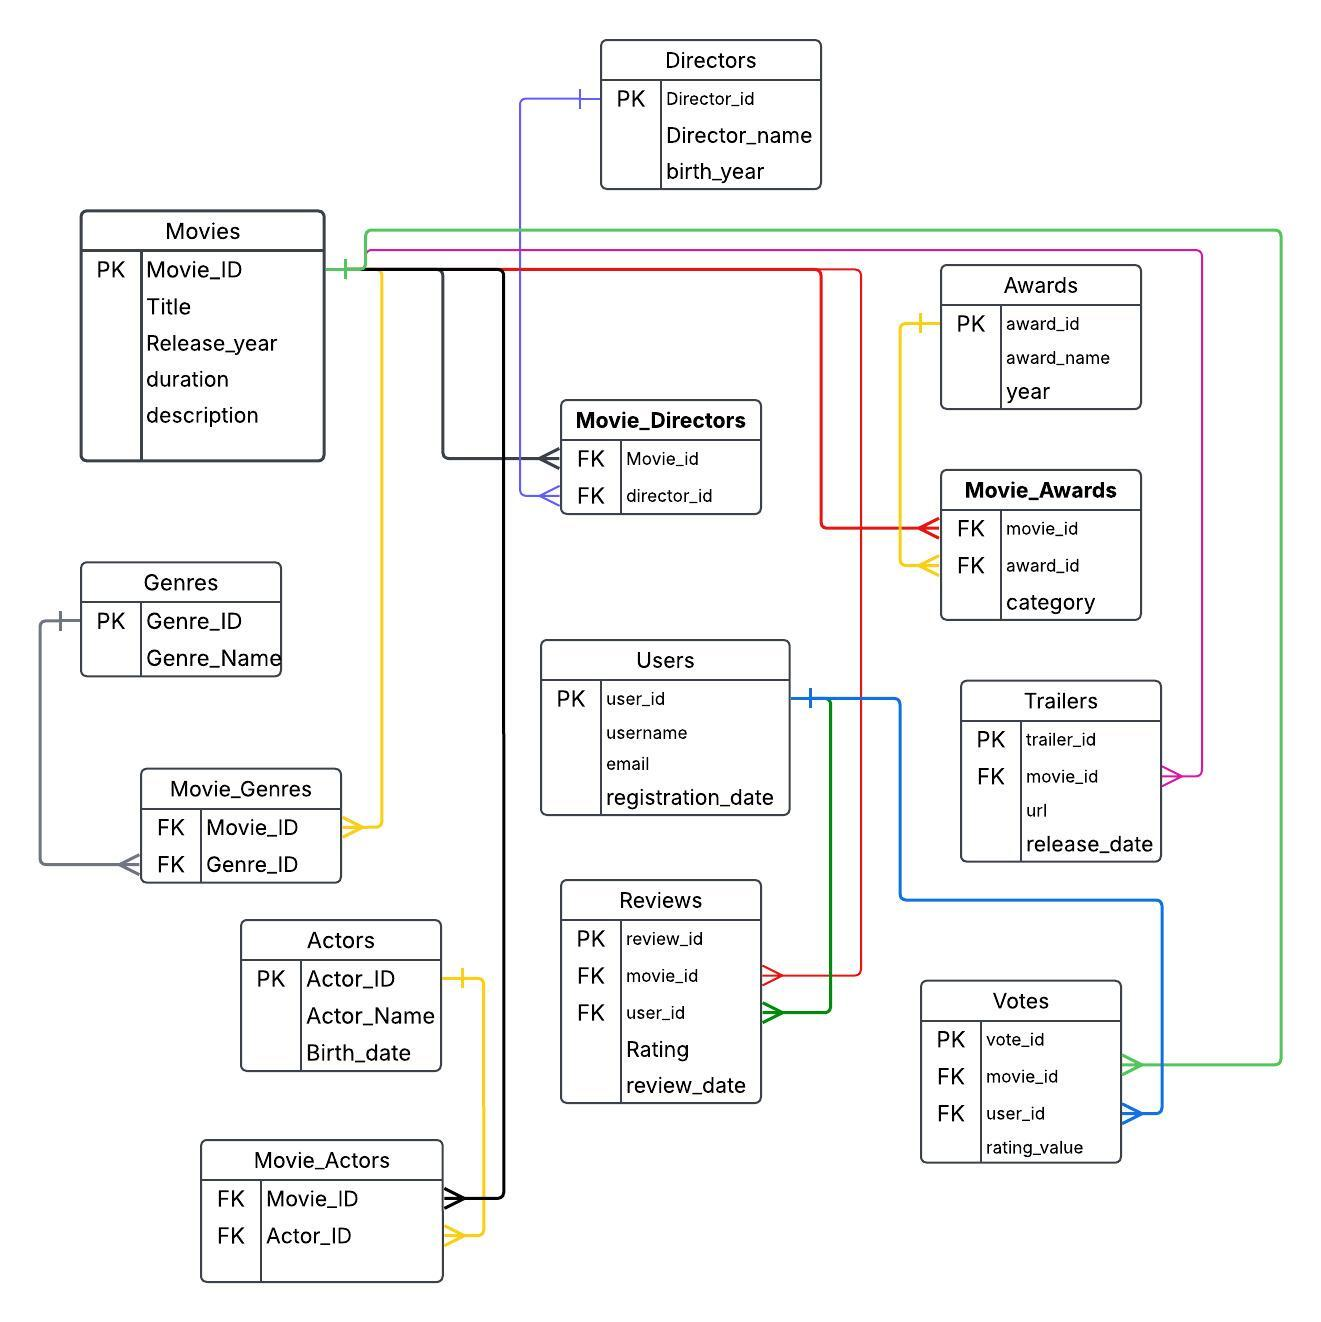 Directors
PK Director_id
Director_name
birth_year
Movies
PK Movie_ID
Title
Release_year
duration
description
Awards
PK award_id
award_name
year
Movie_Directors
FK Movie_id
FK director_id
Movie_Awards
FK movie_id
FK award_id
category
Genres
PK Genre_ID
Genre_Name
Users
PK user_id
username
email
registration_date
Trailers
PK trailer_id
FK movie_id
url
release_date
Movie_Genres
FK Movie_ID
FK Genre_ID
Reviews
PK review_id
FK movie_id
FK user_id
Rating
review_date
Actors
PK Actor_ID
Actor_Name
Birth_date
Votes
PK vote_id
FK movie_id
FK user_id
rating_value
Movie_Actors
FK Movie_ID
FK Actor_ID